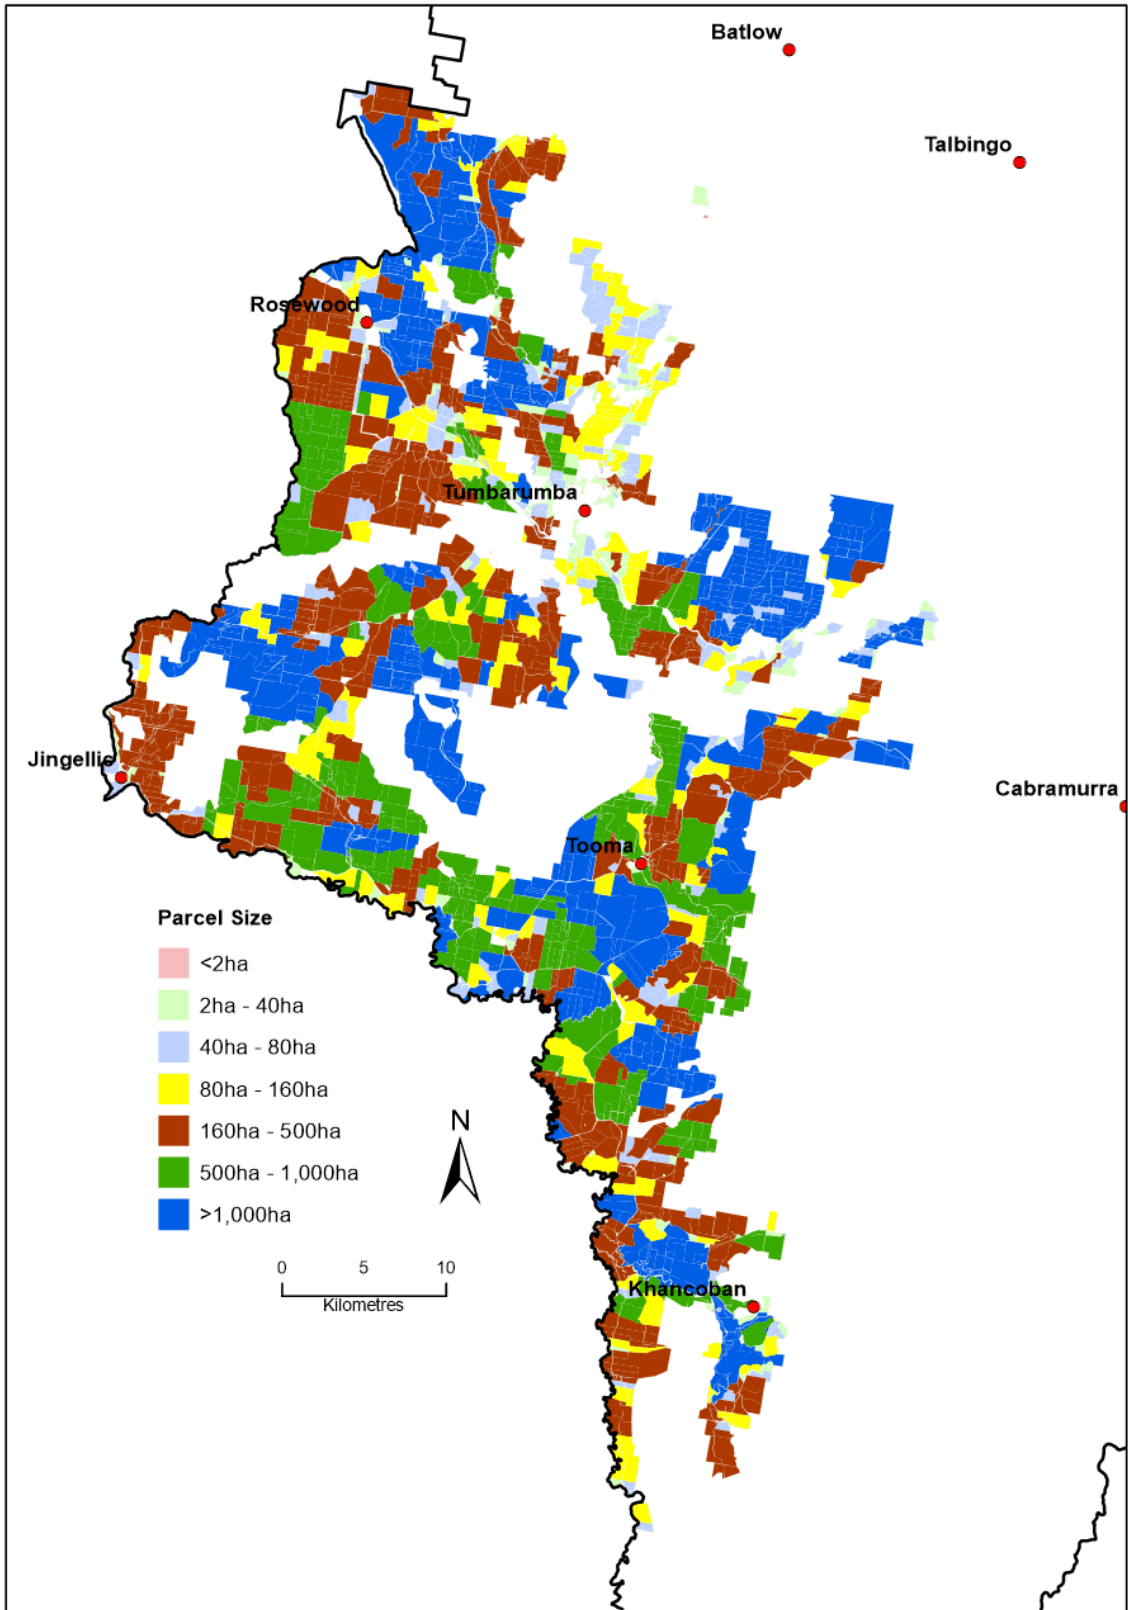 Batlow
Talbingo
Rosewood
Tumbarumba
Jingellic
Cabramurra
Tooma
Parcel Size
<2ha
2ha - 40ha
40ha - 80ha
80ha - 160ha
160ha - 500ha
500ha - 1,000ha
>1,000ha
N
0 5 10
Kilometres
Khancoban